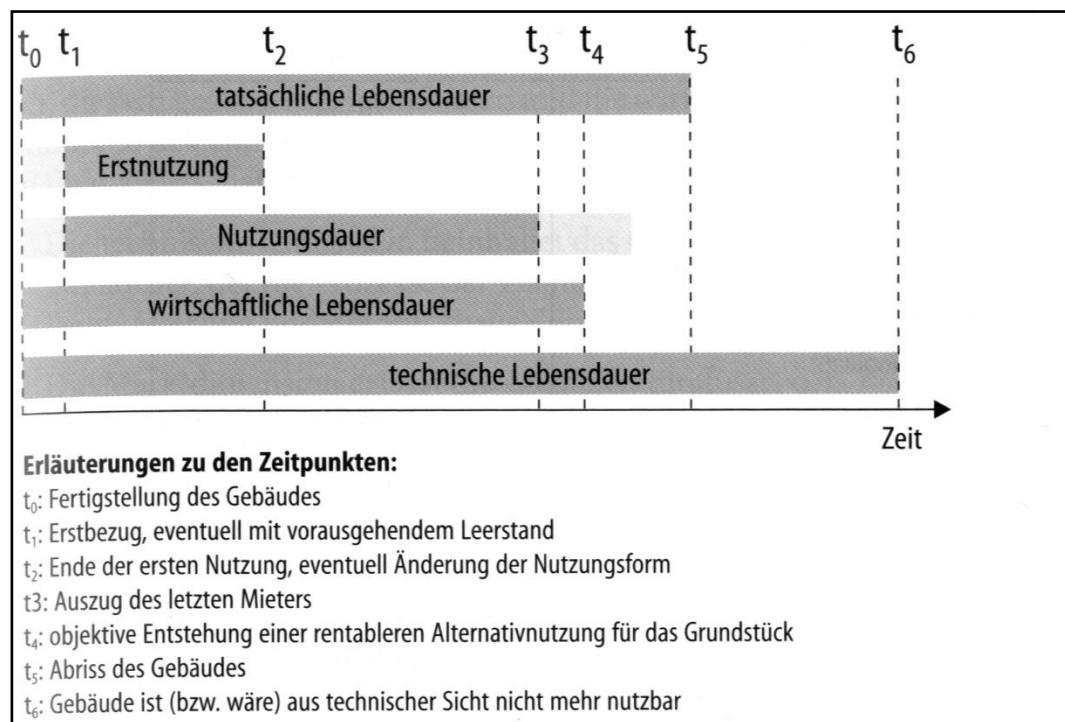 t₀ t₁ t₂ t₃ t₄ t₅ t₆
tatsächliche Lebensdauer
Erstnutzung
Nutzungsdauer
wirtschaftliche Lebensdauer
technische Lebensdauer
Zeit
Erläuterungen zu den Zeitpunkten:
t₀: Fertigstellung des Gebäudes
t₁: Erstbezug, eventuell mit vorausgehendem Leerstand
t₂: Ende der ersten Nutzung, eventuell Änderung der Nutzungsform
t3: Auszug des letzten Mieters
t₄: objektive Entstehung einer rentableren Alternativnutzung für das Grundstück
t₅: Abriss des Gebäudes
t₆: Gebäude ist (bzw. wäre) aus technischer Sicht nicht mehr nutzbar